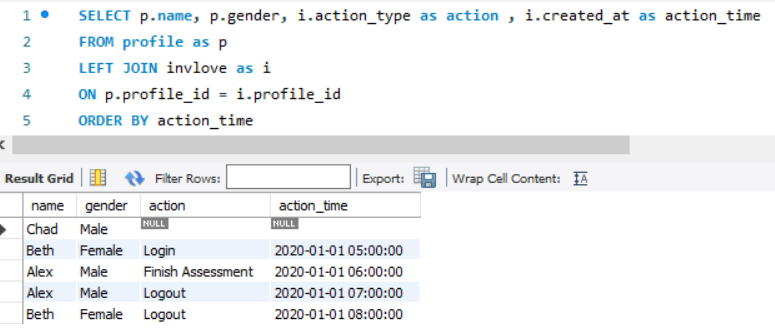 1 SELECT p.name, p.gender, i.action_type as action , i.created_at as action_time
2 FROM profile as p
3 LEFT JOIN invlove as i
4 ON p.profile_id = i.profile_id
5 ORDER BY action_time
Result Grid Filter Rows: Export: Wrap Cell Content:
name gender action action_time
Chad Male NULL NULL
Beth Female Login 2020-01-01 05:00:00
Alex Male Finish Assessment 2020-01-01 06:00:00
Alex Male Logout 2020-01-01 07:00:00
Beth Female Logout 2020-01-01 08:00:00